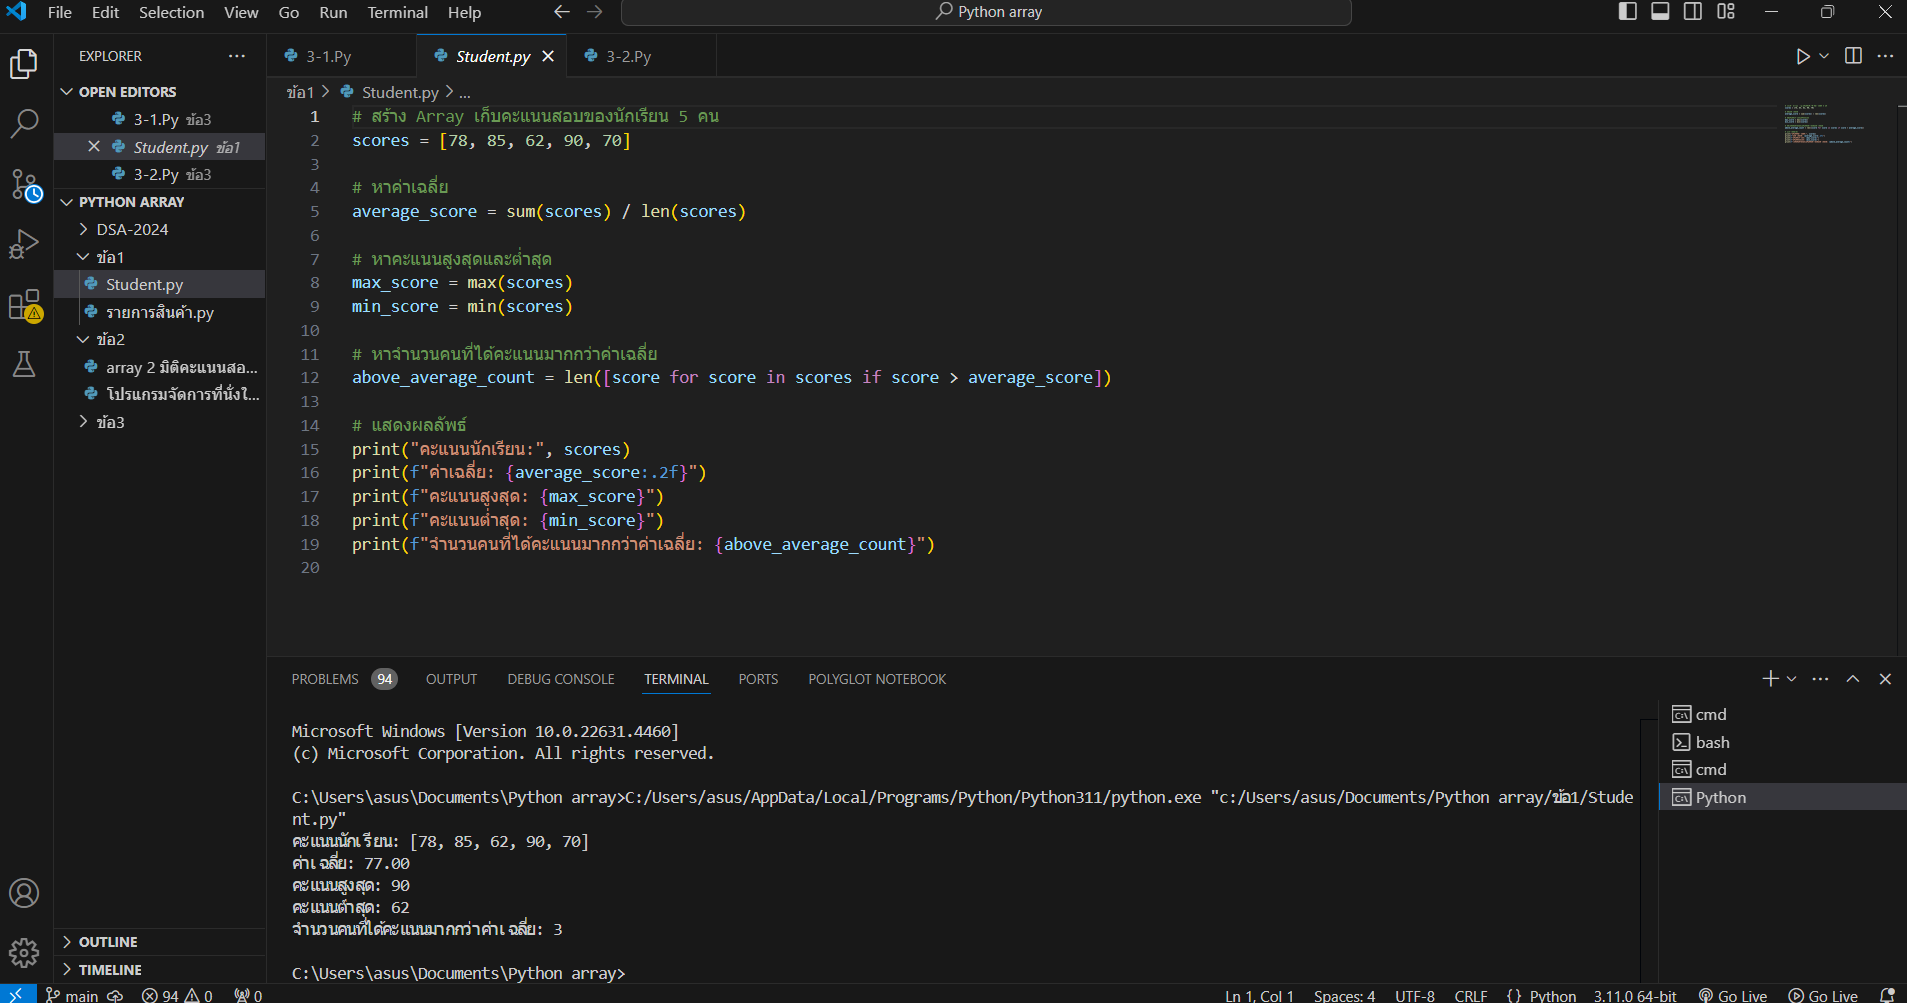 File Edit Selection View Go Run Terminal Help
Python array
EXPLORER
OPEN EDITORS
3-1.Py ข้อ3
Student.py ข้อ1
3-2.Py ข้อ3
PYTHON ARRAY
DSA-2024
ข้อ1
Student.py
รายการสินค้า.py
ข้อ2
array 2 มิติคะแนนสอ...
โปรแกรมจัดการที่นั่งใ...
ข้อ3
OUTLINE
TIMELINE
3-1.Py
Student.py
3-2.Py
ข้อ1 > Student.py > ...
1 # สร้าง Array เก็บคะแนนสอบของนักเรียน 5 คน
2 scores = [78, 85, 62, 90, 70]
3
4 # หาค่าเฉลี่ย
5 average_score = sum(scores) / len(scores)
6
7 # หาคะแนนสูงสุดและต่ำสุด
8 max_score = max(scores)
9 min_score = min(scores)
10
11 # หาจำนวนคนที่ได้คะแนนมากกว่าค่าเฉลี่ย
12 above_average_count = len([score for score in scores if score > average_score])
13
14 # แสดงผลลัพธ์
15 print("คะแนนนักเรียน:", scores)
16 print(f"ค่าเฉลี่ย: {average_score:.2f}")
17 print(f"คะแนนสูงสุด: {max_score}")
18 print(f"คะแนนต่ำสุด: {min_score}")
19 print(f"จำนวนคนที่ได้คะแนนมากกว่าค่าเฉลี่ย: {above_average_count}")
20
PROBLEMS 94 OUTPUT DEBUG CONSOLE TERMINAL PORTS POLYGLOT NOTEBOOK
Microsoft Windows [Version 10.0.22631.4460]
(c) Microsoft Corporation. All rights reserved.
C:\Users\asus\Documents\Python array>C:/Users/asus/AppData/Local/Programs/Python/Python311/python.exe "c:/Users/asus/Documents/Python array/ข้อ1/Stude
nt.py"
คะแนนนักเรียน: [78, 85, 62, 90, 70]
ค่าเฉลี่ย: 77.00
คะแนนสูงสุด: 90
คะแนนต่ำสุด: 62
จำนวนคนที่ได้คะแนนมากกว่าค่าเฉลี่ย: 3
C:\Users\asus\Documents\Python array>
cmd
bash
cmd
Python
main 94 0 0 Ln 1, Col 1 Spaces: 4 UTF-8 CRLF {} Python 3.11.0 64-bit Go Live Go Live